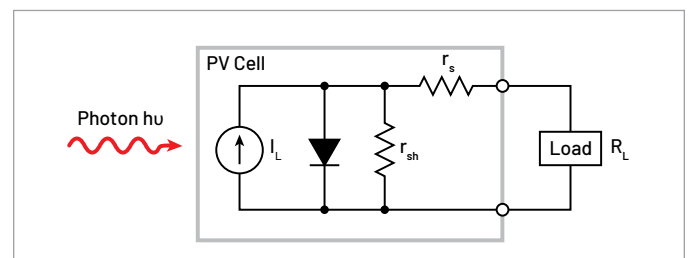 PV Cell
r_s
Photon hυ
I_L
r_sh
Load
R_L